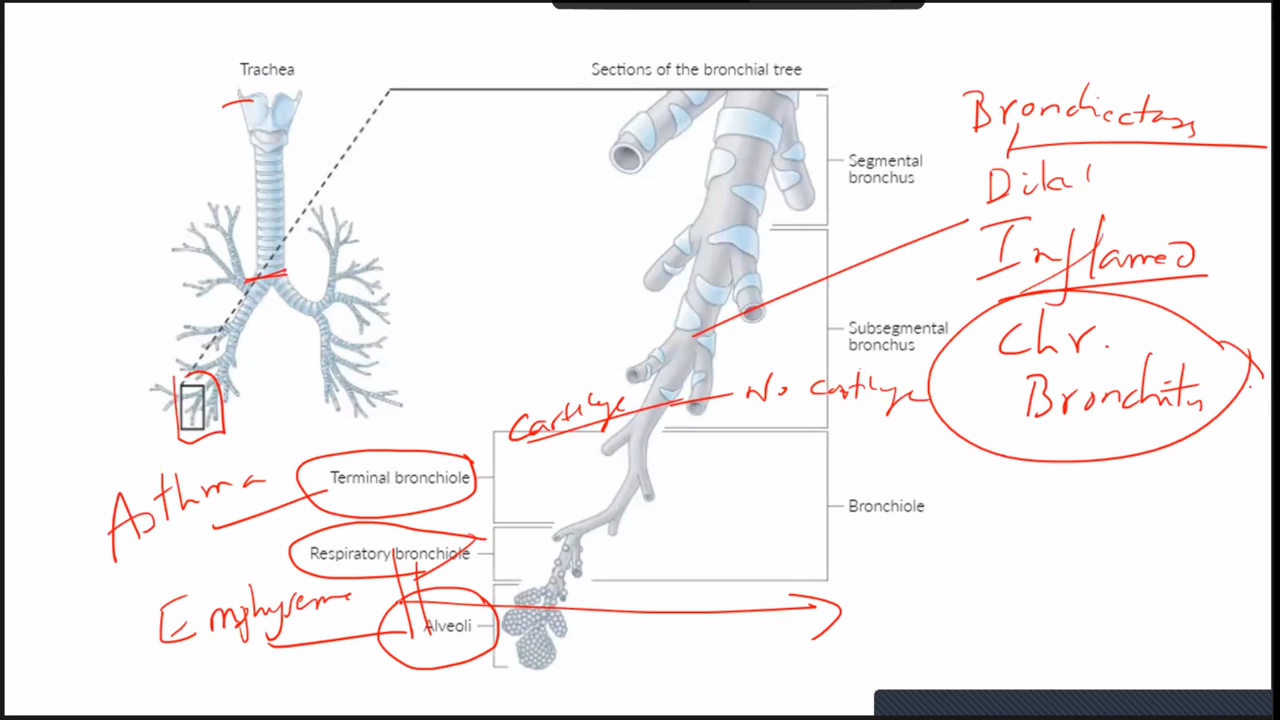 Trachea
Sections of the bronchial tree
Segmental
bronchus
Subsegmental
bronchus
Terminal bronchiole
Respiratory bronchiole
Bronchiole
Alveoli
Bronchiectasis
Dilat
Inflamed
Chr.
Bronchitis
Cartilage
No cartilage
Asthma
Emphysema